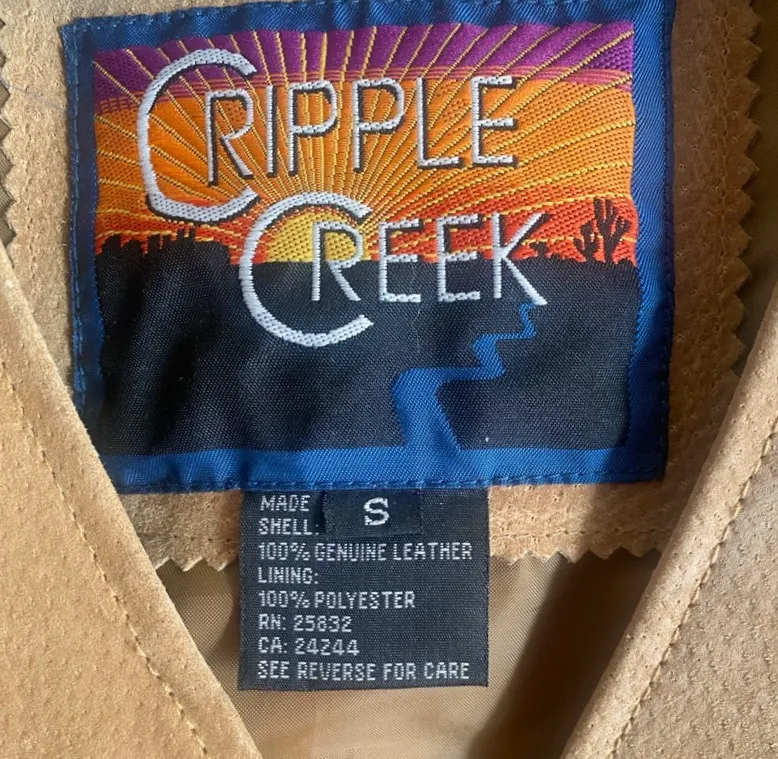 CRIPPLE
CREEK
MADE
S
SHELL:
100% GENUINE LEATHER
LINING:
100% POLYESTER
RN: 25832
CA: 24244
SEE REVERSE FOR CARE